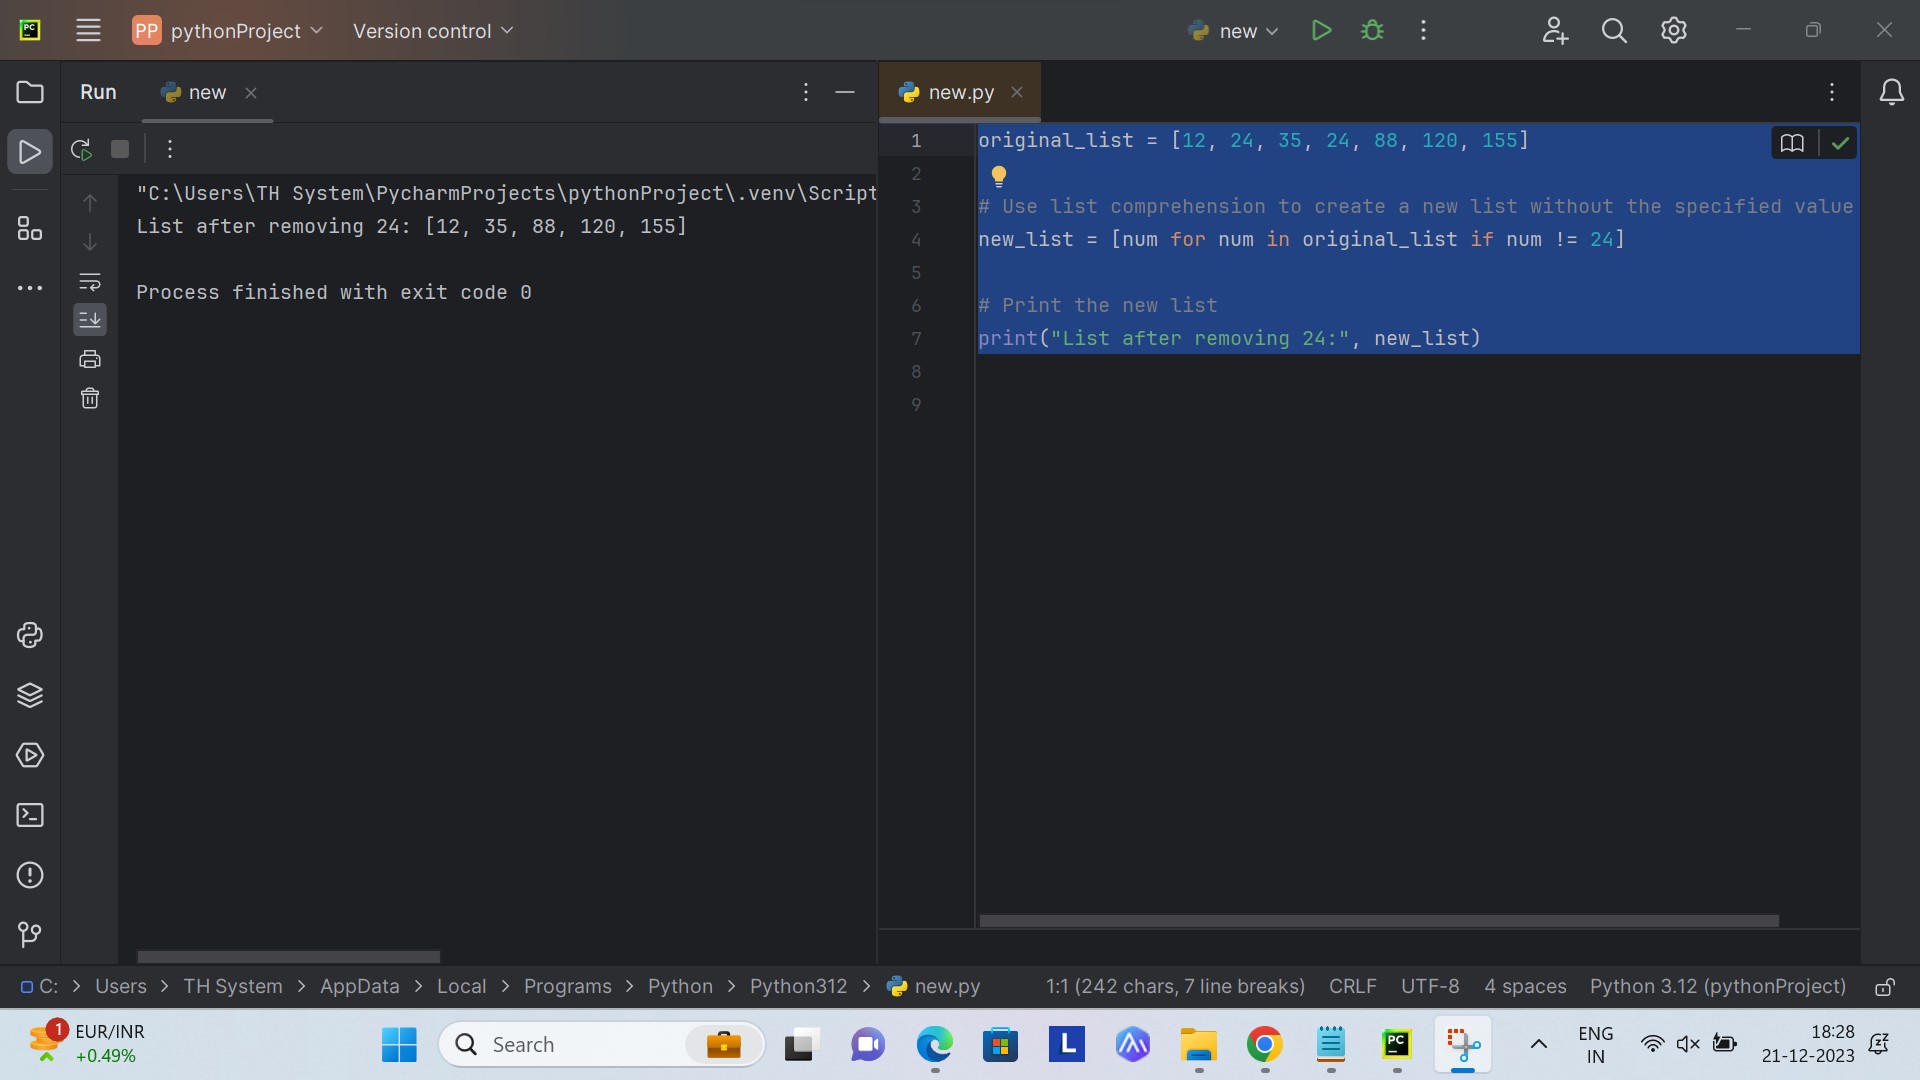 PC
PP pythonProject
Version control
new
Run
new
new.py
"C:\Users\TH System\PycharmProjects\pythonProject\.venv\Script
List after removing 24: [12, 35, 88, 120, 155]
Process finished with exit code 0
1 original_list = [12, 24, 35, 24, 88, 120, 155]
2
3 # Use list comprehension to create a new list without the specified value
4 new_list = [num for num in original_list if num != 24]
5
6 # Print the new list
7 print("List after removing 24:", new_list)
8
9
C: > Users > TH System > AppData > Local > Programs > Python > Python312 > new.py
1:1 (242 chars, 7 line breaks) CRLF UTF-8 4 spaces Python 3.12 (pythonProject)
1
EUR/INR
+0.49%
Search
L
PC
ENG
IN
18:28
21-12-2023